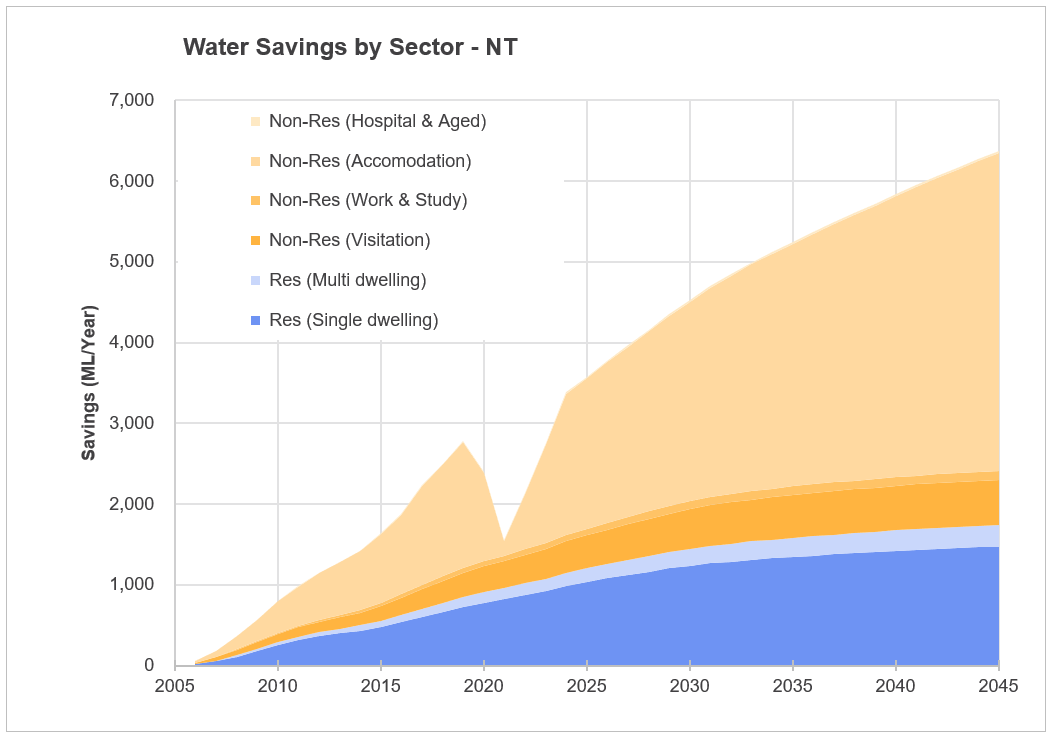 Water Savings by Sector - NT
7,000
6,000
5,000
4,000
3,000
2,000
1,000
0
Savings (ML/Year)
Non-Res (Hospital & Aged)
Non-Res (Accomodation)
Non-Res (Work & Study)
Non-Res (Visitation)
Res (Multi dwelling)
Res (Single dwelling)
2005 2010 2015 2020 2025 2030 2035 2040 2045